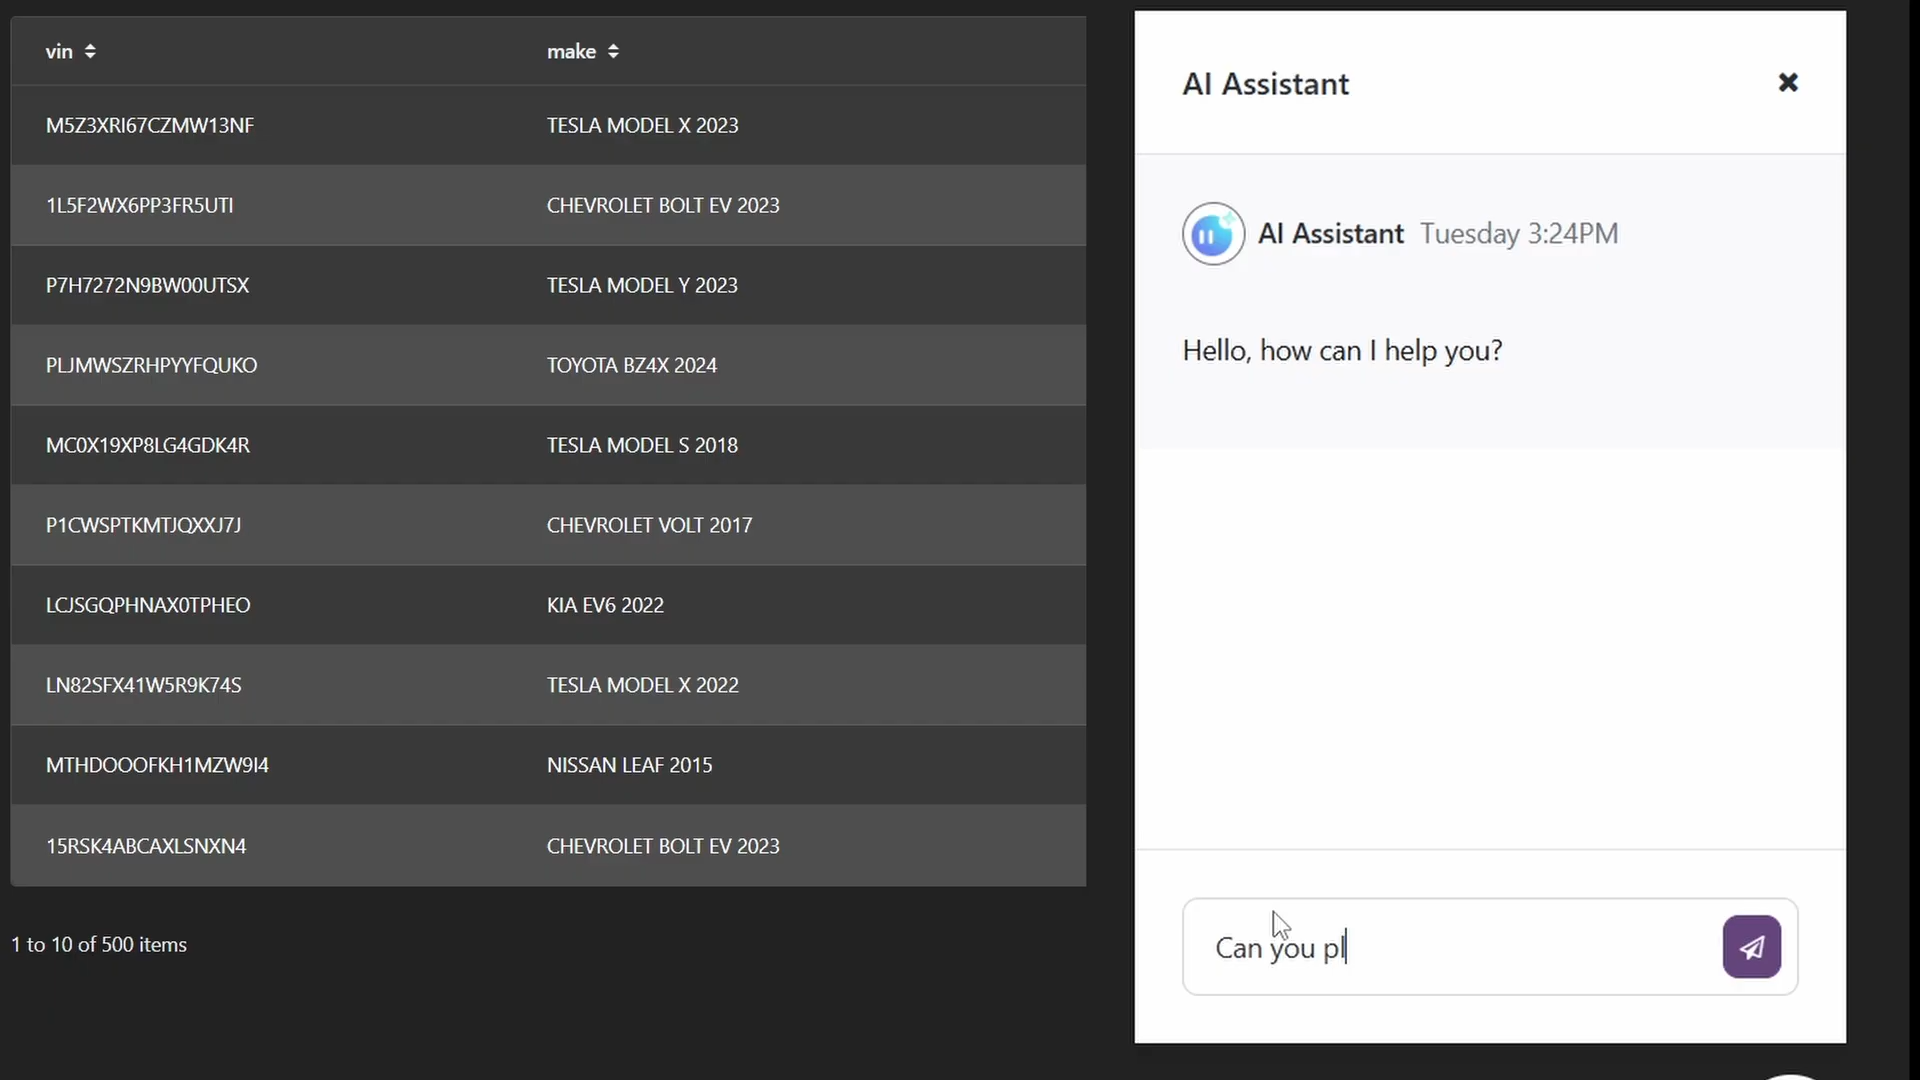 vin make
M5Z3XRI67CZMW13NF TESLA MODEL X 2023
1L5F2WX6PP3FR5UTI CHEVROLET BOLT EV 2023
P7H7272N9BW00UTSX TESLA MODEL Y 2023
PLJMWSZRHPYYFQUKO TOYOTA BZ4X 2024
MC0X19XP8LG4GDK4R TESLA MODEL S 2018
P1CWSPTKMTJQXXJ7J CHEVROLET VOLT 2017
LCJSGQPHNAX0TPHEO KIA EV6 2022
LN82SFX41W5R9K74S TESLA MODEL X 2022
MTHDOOOFKH1MZW9I4 NISSAN LEAF 2015
15RSK4ABCAXLSNXN4 CHEVROLET BOLT EV 2023
1 to 10 of 500 items
AI Assistant
AI Assistant Tuesday 3:24PM
Hello, how can I help you?
Can you pl